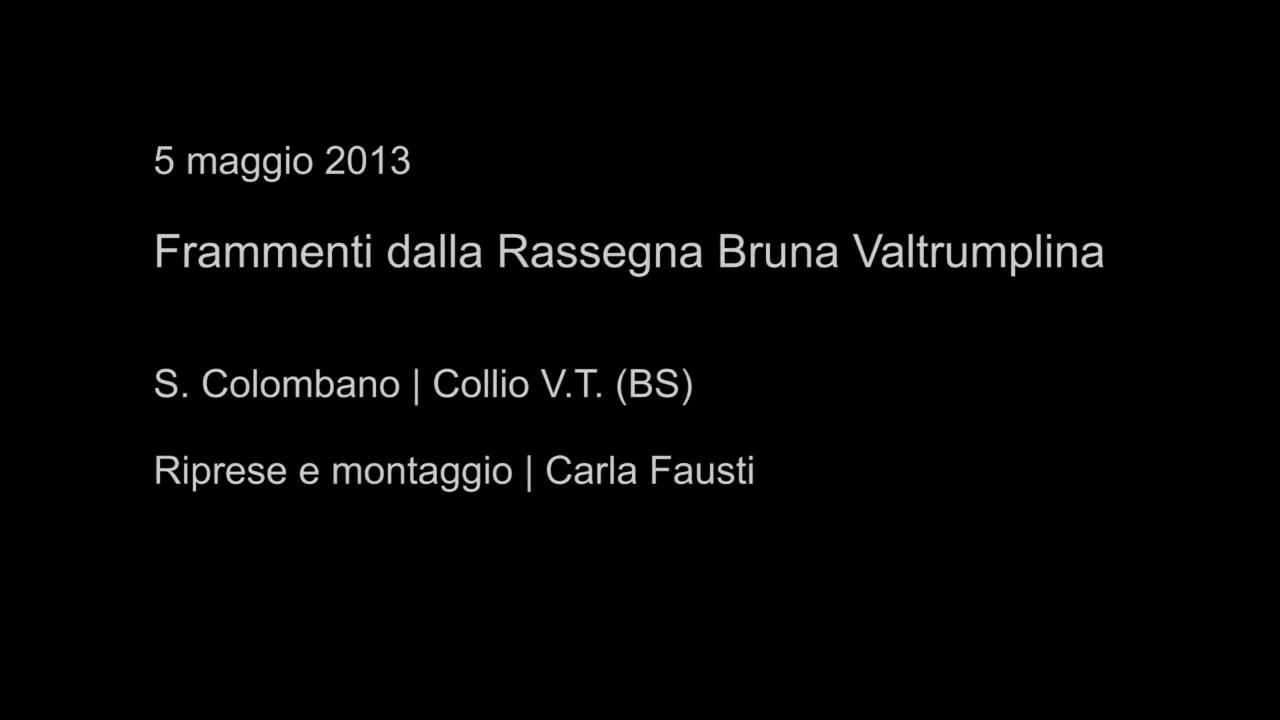 5 maggio 2013
Frammenti dalla Rassegna Bruna Valtrumplina
S. Colombano | Collio V.T. (BS)
Riprese e montaggio | Carla Fausti